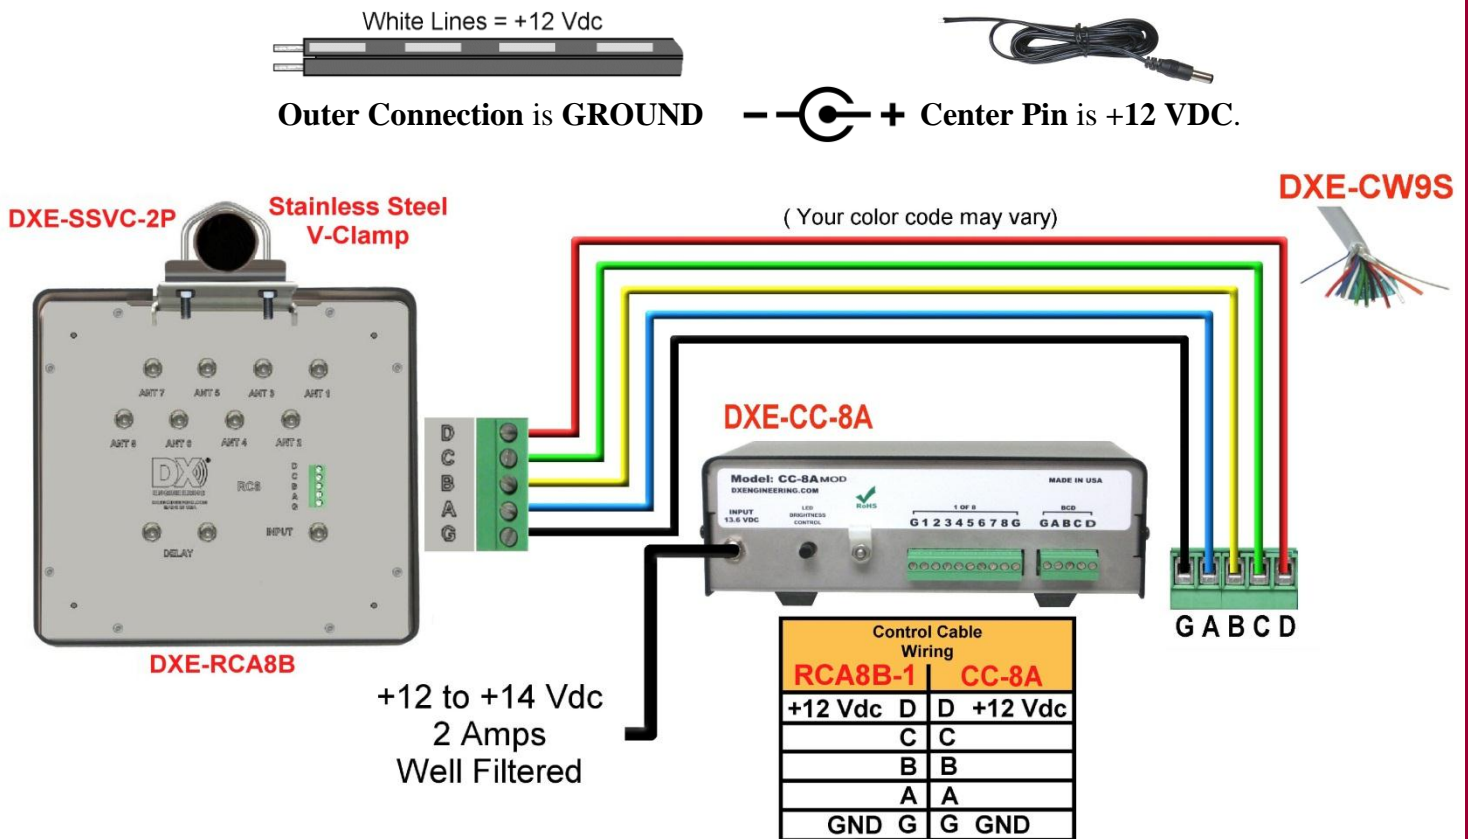 White Lines = +12 Vdc
Outer Connection is GROUND
- +
Center Pin is +12 VDC.
DXE-SSVC-2P
Stainless Steel
V-Clamp
( Your color code may vary)
DXE-CW9S
ANT 7 ANT 5 ANT 3 ANT 1
ANT 8 ANT 6 ANT 4 ANT 2
DX
RCS
D
C
B
A
G
DELAY
INPUT
DXE-RCA8B
D
C
B
A
G
DXE-CC-8A
Model: CC-8A MOD
DXENGINEERING.COM
MADE IN USA
INPUT
13.6 VDC
LED
BRIGHTNESS
CONTROL
RoHS
1 OF 8
G 1 2 3 4 5 6 7 8 G
BCD
G A B C D
G A B C D
+12 to +14 Vdc
2 Amps
Well Filtered
Control Cable
Wiring
RCA8B-1 CC-8A
+12 Vdc D D +12 Vdc
C C
B B
A A
GND G G GND